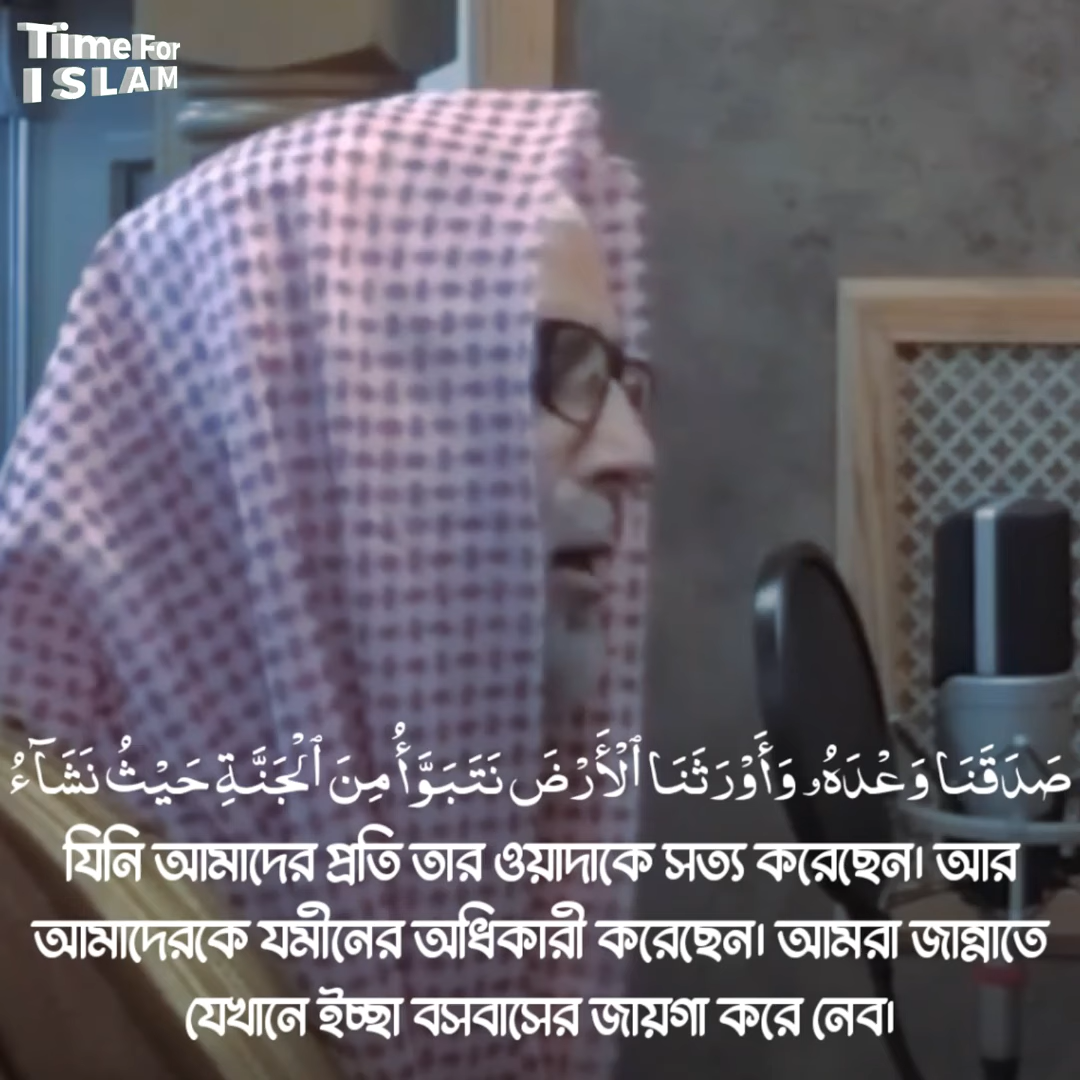 Time For
ISLAM
صَدَقَنَا وَعْدَهُۥ وَأَوْرَثَنَا ٱلْأَرْضَ نَتَبَوَّأُ مِنَ ٱلْجَنَّةِ حَيْثُ نَشَآءُ
যিনি আমাদের প্রতি তার ওয়াদাকে সত্য করেছেন। আর
আমাদেরকে যমীনের অধিকারী করেছেন। আমরা জান্নাতে
যেখানে ইচ্ছা বসবাসের জায়গা করে নেব।